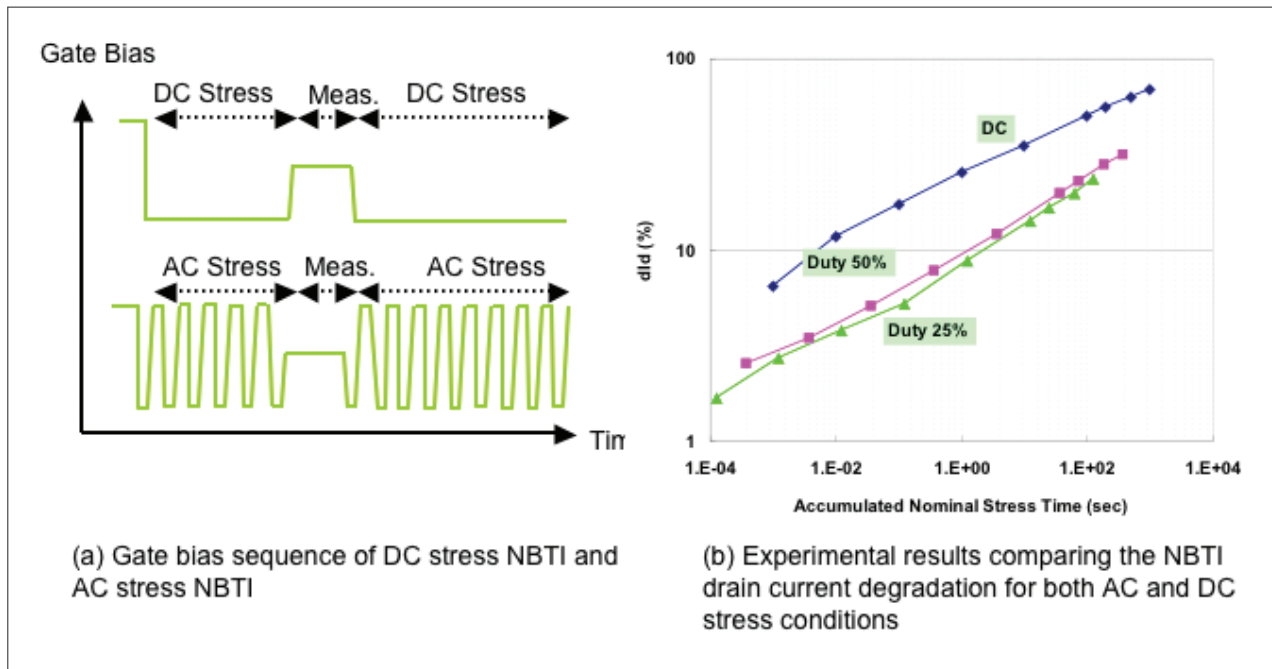 Gate Bias
DC Stress Meas. DC Stress
AC Stress Meas. AC Stress
Tim
(a) Gate bias sequence of DC stress NBTI and
AC stress NBTI
100
10
1
dId (%)
DC
Duty 50%
Duty 25%
1.E-04 1.E-02 1.E+00 1.E+02 1.E+04
Accumulated Nominal Stress Time (sec)
(b) Experimental results comparing the NBTI
drain current degradation for both AC and DC
stress conditions